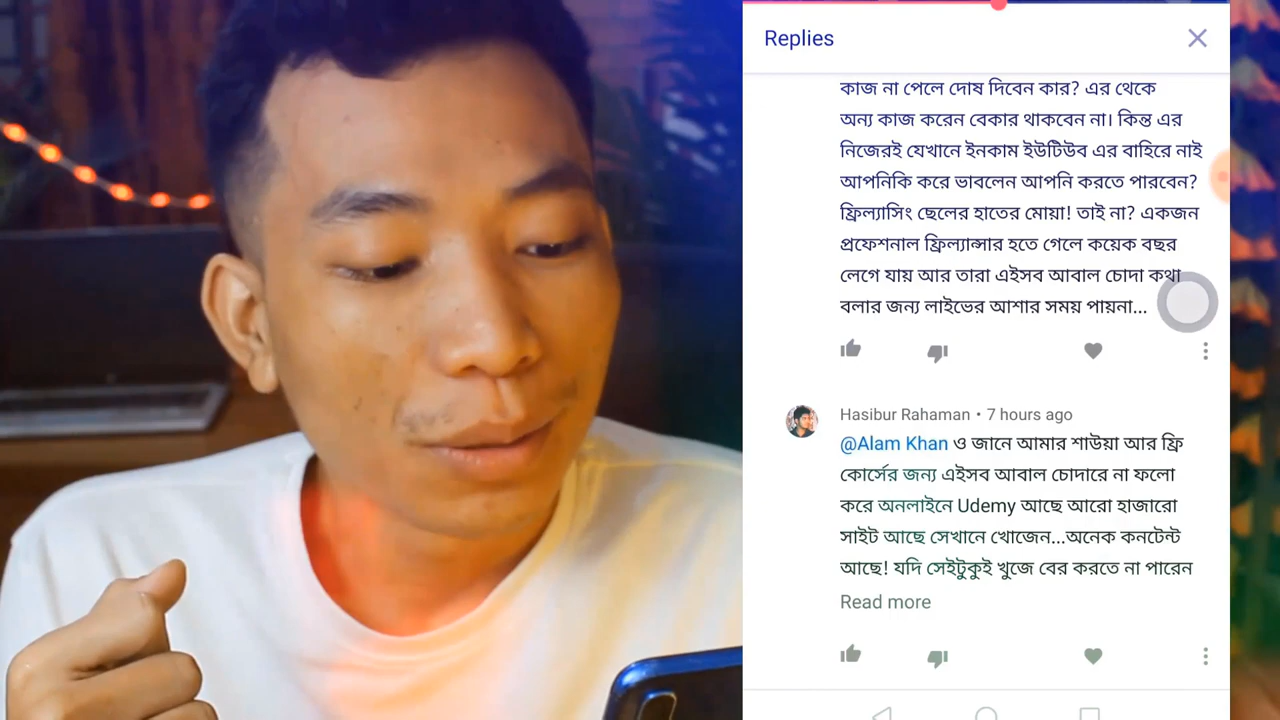 Replies
কাজ না পেলে দোষ দিবেন কার? এর থেকে
অন্য কাজ করেন বেকার থাকবেন না। কিন্ত এর
নিজেরই যেখানে ইনকাম ইউটিউব এর বাহিরে নাই
আপনিকি করে ভাবলেন আপনি করতে পারবেন?
ফ্রিল্যাসিং ছেলের হাতের মোয়া! তাই না? একজন
প্রফেশনাল ফ্রিল্যান্সার হতে গেলে কয়েক বছর
লেগে যায় আর তারা এইসব আবাল চোদা কথা
বলার জন্য লাইভের আশার সময় পায়না...
Hasibur Rahaman • 7 hours ago
@Alam Khan ও জানে আমার শাউয়া আর ফ্রি
কোর্সের জন্য এইসব আবাল চোদারে না ফলো
করে অনলাইনে Udemy আছে আরো হাজারো
সাইট আছে সেখানে খোজেন...অনেক কনটেন্ট
আছে! যদি সেইটুকুই খুজে বের করতে না পারেন
Read more